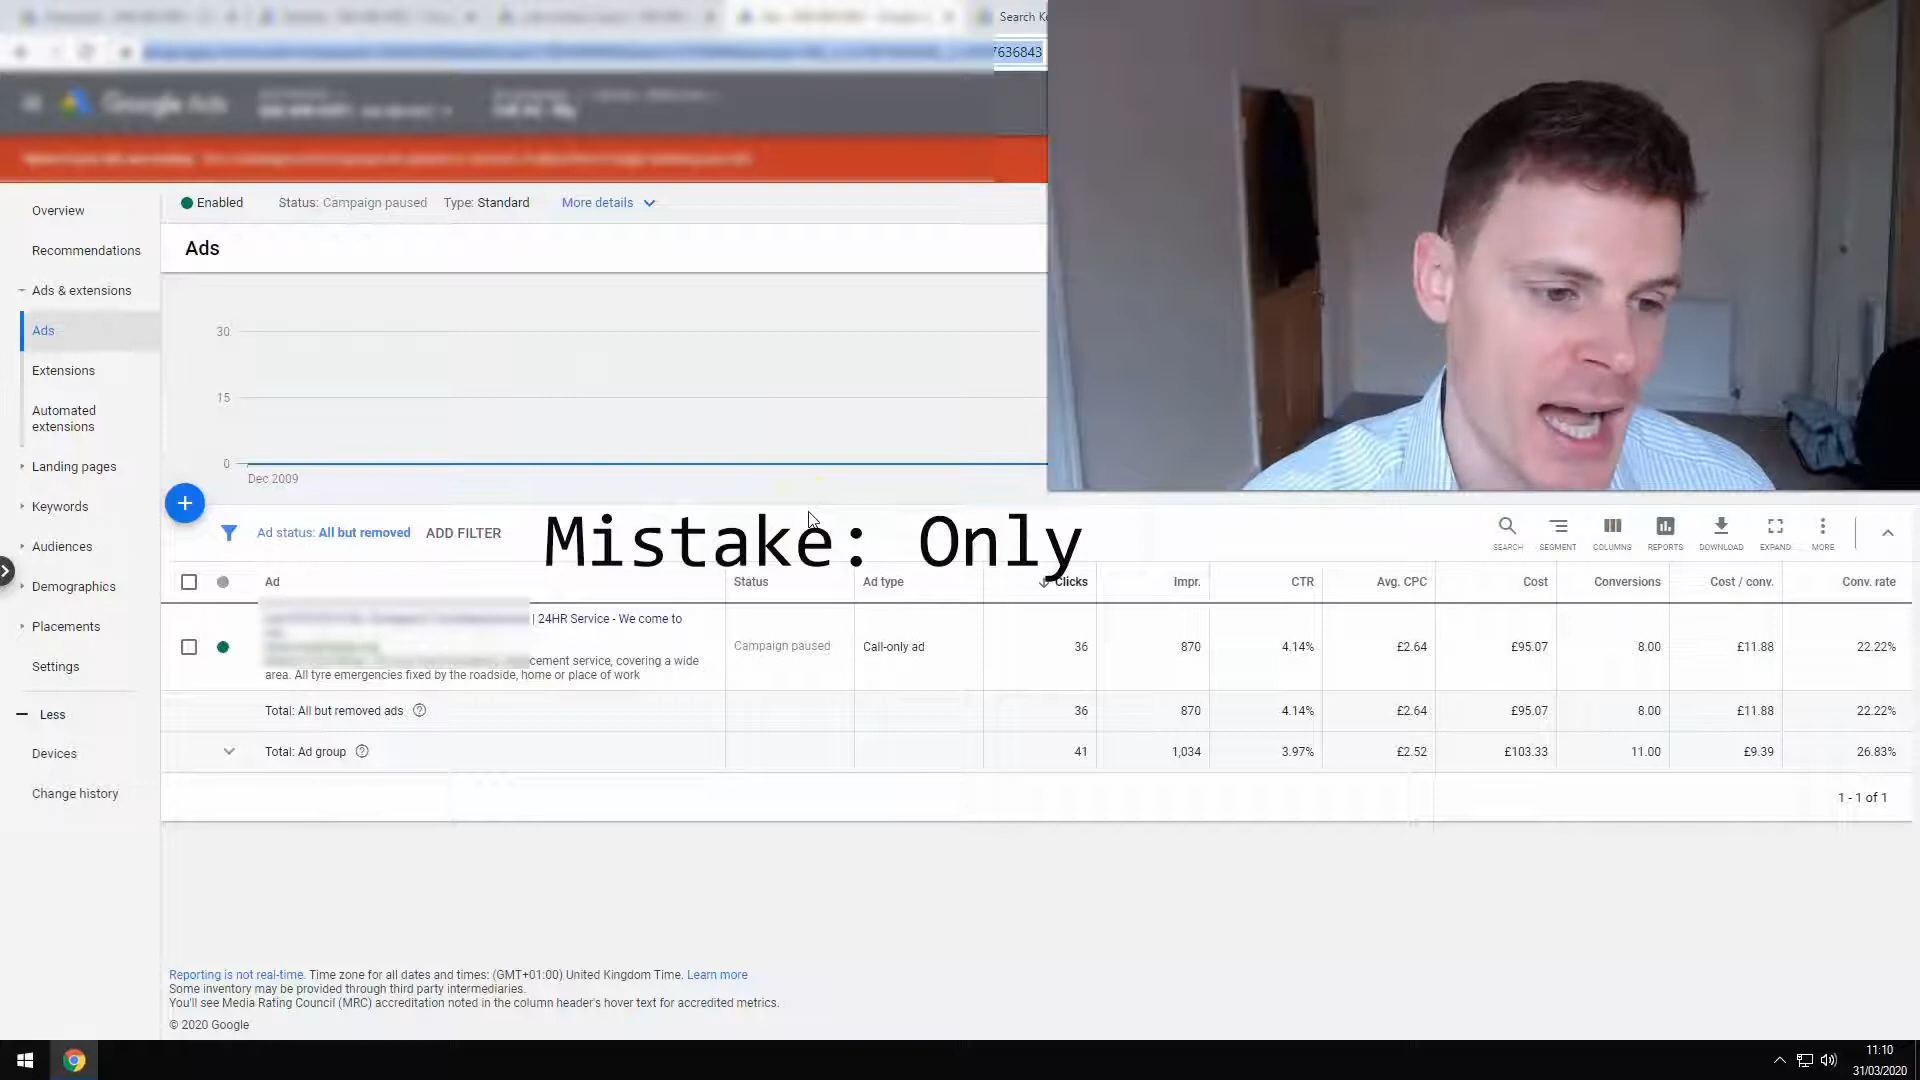 Search Ke
7636843
Google Ads
Enabled
Status: Campaign paused
Type: Standard
More details
Overview
Recommendations
Ads & extensions
Ads
Extensions
Automated
extensions
Landing pages
Keywords
Audiences
Demographics
Placements
Settings
Less
Devices
Change history
Ads
30
15
0
Dec 2009
Mistake: Only
Ad status: All but removed
ADD FILTER
SEARCH
SEGMENT
COLUMNS
REPORTS
DOWNLOAD
EXPAND
MORE
Ad Status Ad type Clicks Impr. CTR Avg. CPC Cost Conversions Cost / conv. Conv. rate
| 24HR Service - We come to
cement service, covering a wide
area. All tyre emergencies fixed by the roadside, home or place of work
Campaign paused Call-only ad 36 870 4.14% £2.64 £95.07 8.00 £11.88 22.22%
Total: All but removed ads 36 870 4.14% £2.64 £95.07 8.00 £11.88 22.22%
Total: Ad group 41 1,034 3.97% £2.52 £103.33 11.00 £9.39 26.83%
1 - 1 of 1
Reporting is not real-time. Time zone for all dates and times: (GMT+01:00) United Kingdom Time. Learn more
Some inventory may be provided through third party intermediaries.
You'll see Media Rating Council (MRC) accreditation noted in the column header's hover text for accredited metrics.
© 2020 Google
11:10
31/03/2020